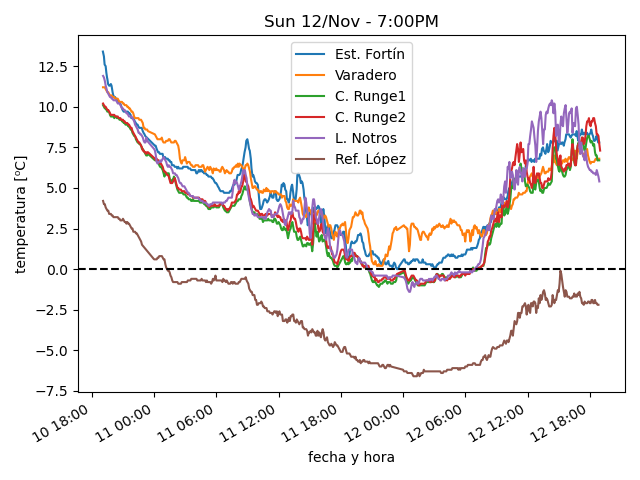 Sun 12/Nov - 7:00PM
Est. Fortín
Varadero
C. Runge1
C. Runge2
L. Notros
Ref. López
temperatura [ºC]
12.5
10.0
7.5
5.0
2.5
0.0
−2.5
−5.0
−7.5
10 18:00
11 00:00
11 06:00
11 12:00
11 18:00
12 00:00
12 06:00
12 12:00
12 18:00
fecha y hora